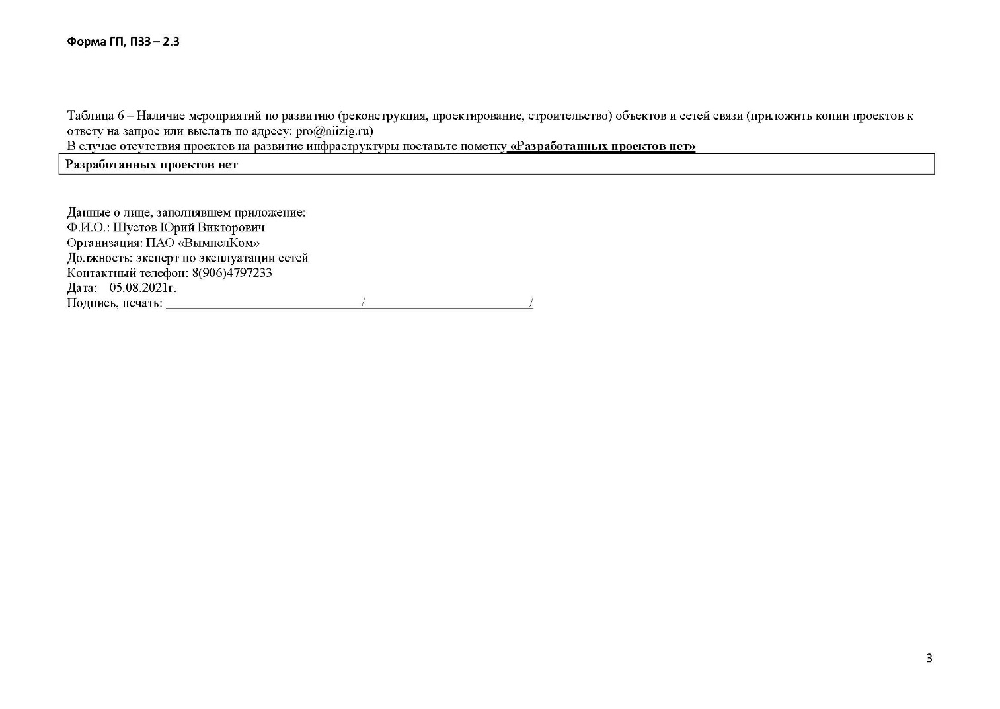 Форма ГП, ПЗЗ – 2.3
Таблица 6 – Наличие мероприятий по развитию (реконструкция, проектирование, строительство) объектов и сетей связи (приложить копии проектов к
ответу на запрос или выслать по адресу: pro@niizig.ru)
В случае отсутствия проектов на развитие инфраструктуры поставьте пометку «Разработанных проектов нет»
Разработанных проектов нет
Данные о лице, заполнявшем приложение:
Ф.И.О.: Шустов Юрий Викторович
Организация: ПАО «ВымпелКом»
Должность: эксперт по эксплуатации сетей
Контактный телефон: 8(906)4797233
Дата: 05.08.2021г.
Подпись, печать: ______________________________/__________________________/
3